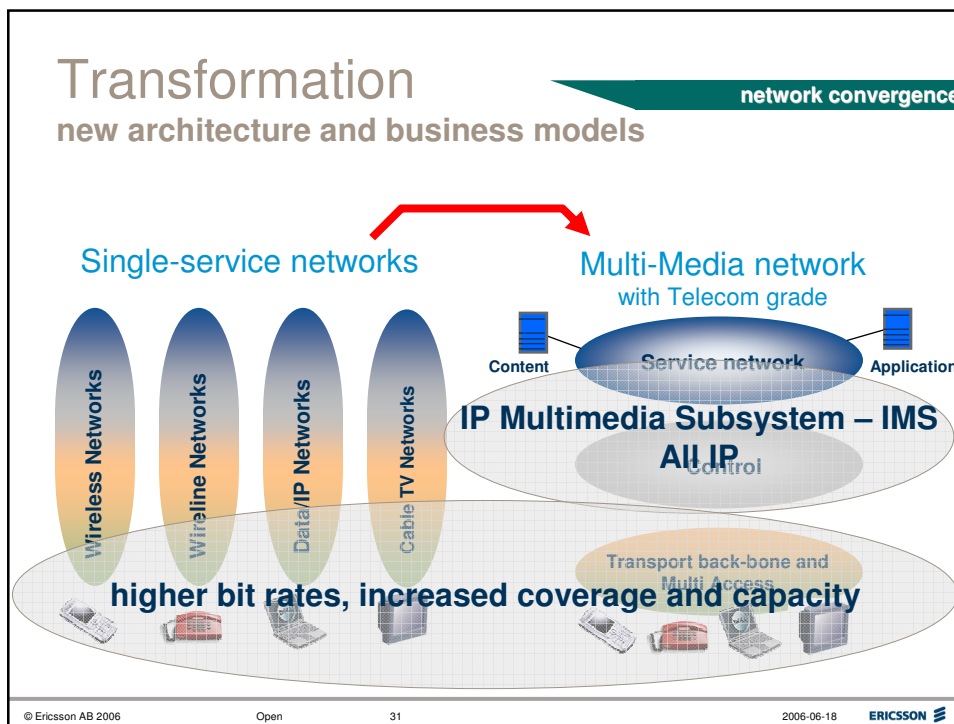 Transformation
network convergence
new architecture and business models
Single-service networks
Multi-Media network
with Telecom grade
Wireless Networks
Wireline Networks
Data/IP Networks
Cable TV Networks
Content
Service network
Application
IP Multimedia Subsystem – IMS
All IP
Control
Transport back-bone and
Multi Access
higher bit rates, increased coverage and capacity
© Ericsson AB 2006
Open
31
2006-06-18
ERICSSON